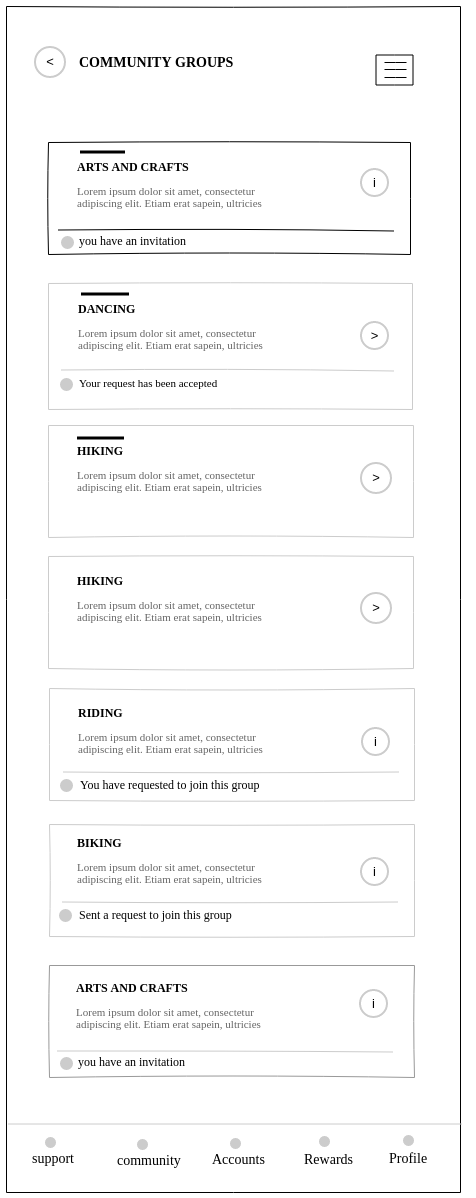 < COMMUNITY GROUPS
ARTS AND CRAFTS
Lorem ipsum dolor sit amet, consectetur
adipiscing elit. Etiam erat sapein, ultricies
i
you have an invitation
DANCING
Lorem ipsum dolor sit amet, consectetur
adipiscing elit. Etiam erat sapein, ultricies
>
Your request has been accepted
HIKING
Lorem ipsum dolor sit amet, consectetur
adipiscing elit. Etiam erat sapein, ultricies
>
HIKING
Lorem ipsum dolor sit amet, consectetur
adipiscing elit. Etiam erat sapein, ultricies
>
RIDING
Lorem ipsum dolor sit amet, consectetur
adipiscing elit. Etiam erat sapein, ultricies
i
You have requested to join this group
BIKING
Lorem ipsum dolor sit amet, consectetur
adipiscing elit. Etiam erat sapein, ultricies
i
Sent a request to join this group
ARTS AND CRAFTS
Lorem ipsum dolor sit amet, consectetur
adipiscing elit. Etiam erat sapein, ultricies
i
you have an invitation
support community Accounts Rewards Profile